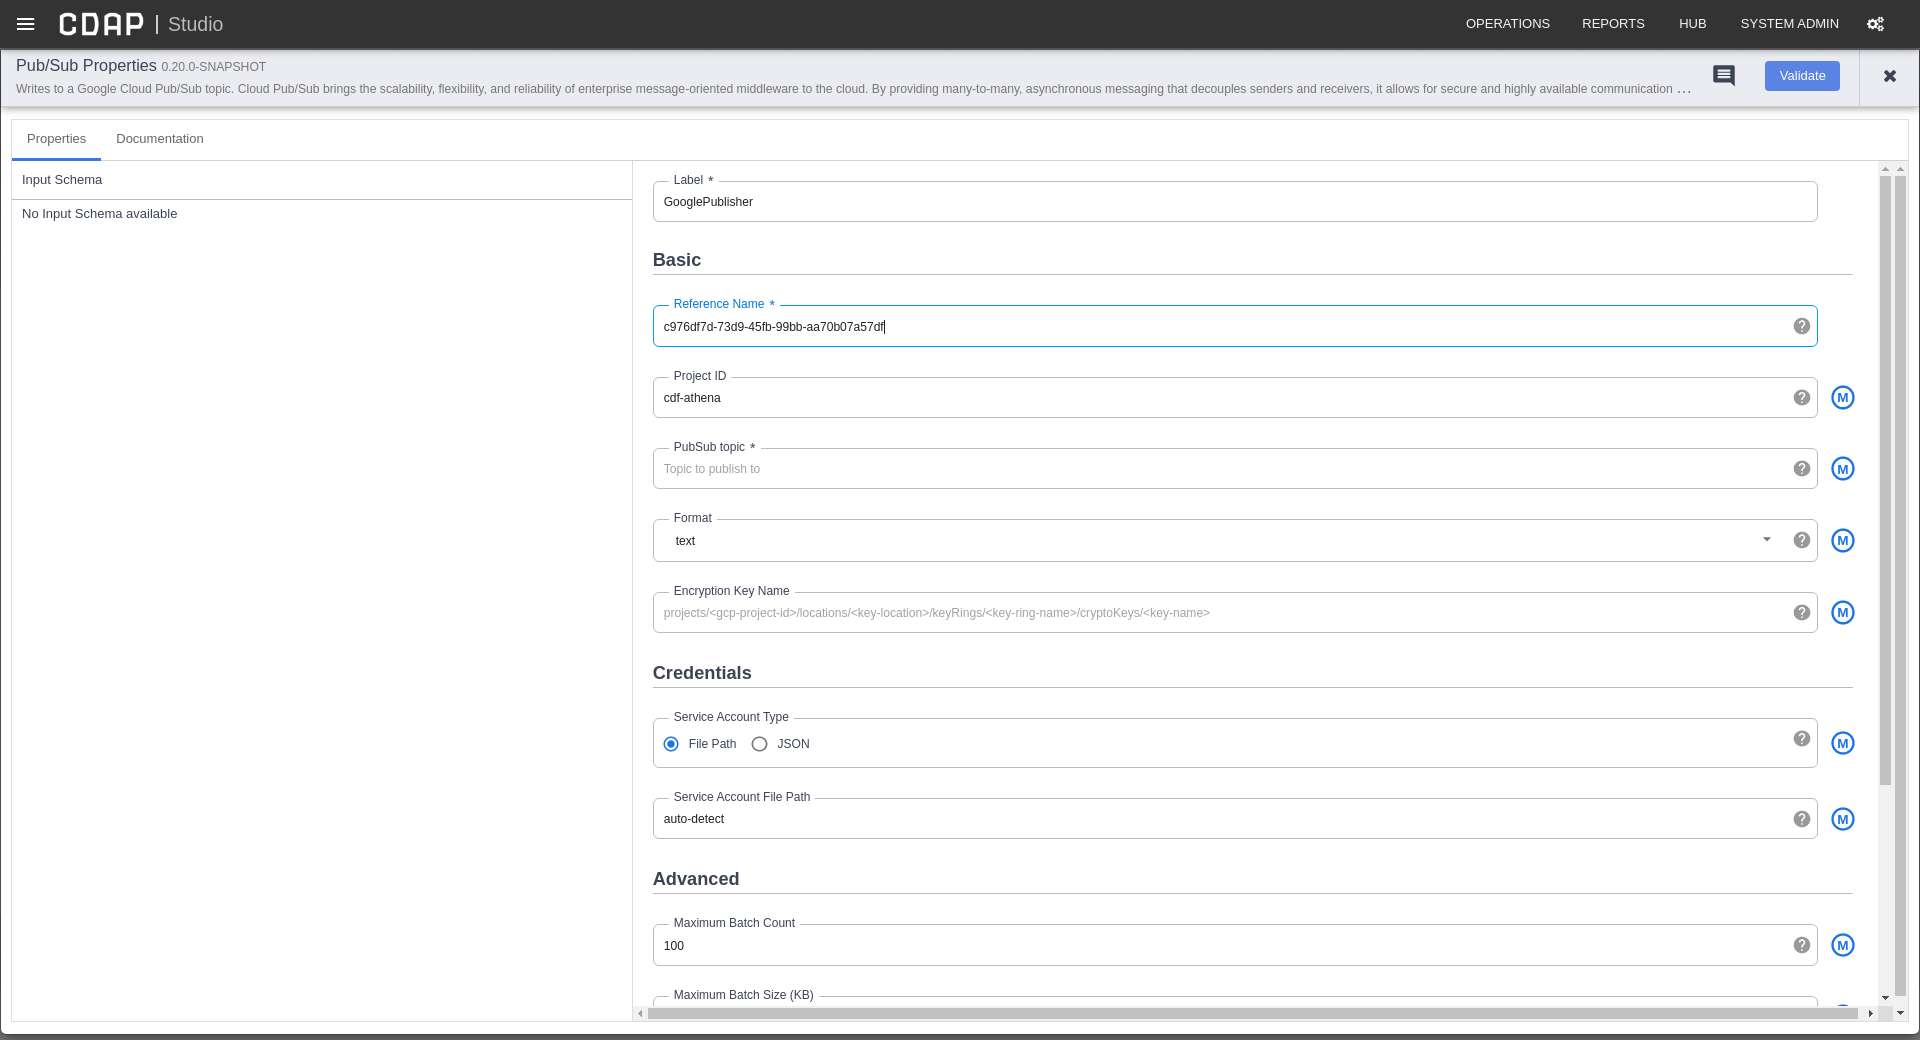 CDAP | Studio
OPERATIONS REPORTS HUB SYSTEM ADMIN
Pub/Sub Properties 0.20.0-SNAPSHOT
Writes to a Google Cloud Pub/Sub topic. Cloud Pub/Sub brings the scalability, flexibility, and reliability of enterprise message-oriented middleware to the cloud. By providing many-to-many, asynchronous messaging that decouples senders and receivers, it allows for secure and highly available communication ...
Validate
Properties Documentation
Input Schema
No Input Schema available
Label *
GooglePublisher
Basic
Reference Name *
c976df7d-73d9-45fb-99bb-aa70b07a57df
Project ID
cdf-athena
M
PubSub topic *
Topic to publish to
M
Format
text
M
Encryption Key Name
projects/<gcp-project-id>/locations/<key-location>/keyRings/<key-ring-name>/cryptoKeys/<key-name>
M
Credentials
Service Account Type
File Path JSON
M
Service Account File Path
auto-detect
M
Advanced
Maximum Batch Count
100
M
Maximum Batch Size (KB)